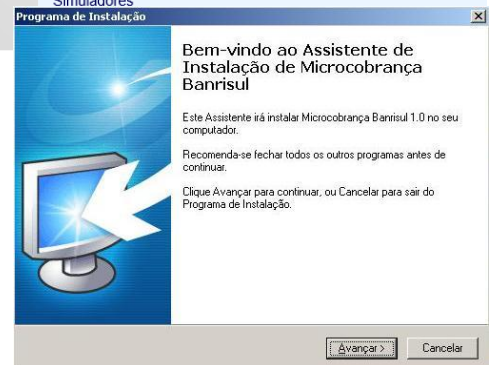 Simuladores
Programa de Instalação
Bem-vindo ao Assistente de
Instalação de Microcobrança
Banrisul
Este Assistente irá instalar Microcobrança Banrisul 1.0 no seu
computador.
Recomenda-se fechar todos os outros programas antes de
continuar.
Clique Avançar para continuar, ou Cancelar para sair do
Programa de Instalação.
Avançar >
Cancelar